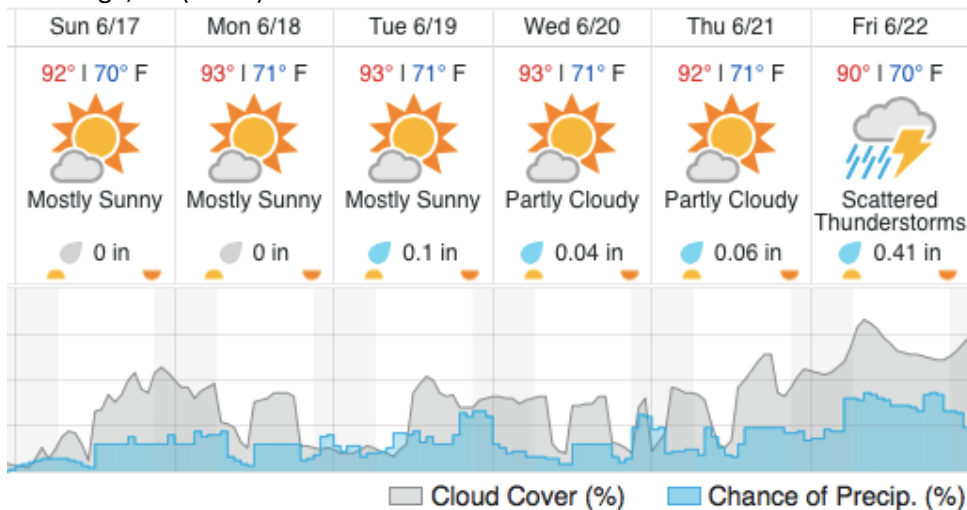 Sun 6/17 Mon 6/18 Tue 6/19 Wed 6/20 Thu 6/21 Fri 6/22
92° | 70° F 93° | 71° F 93° | 71° F 93° | 71° F 92° | 71° F 90° | 70° F
Mostly Sunny Mostly Sunny Mostly Sunny Partly Cloudy Partly Cloudy Scattered
Thunderstorms
0 in 0 in 0.1 in 0.04 in 0.06 in 0.41 in
Cloud Cover (%) Chance of Precip. (%)